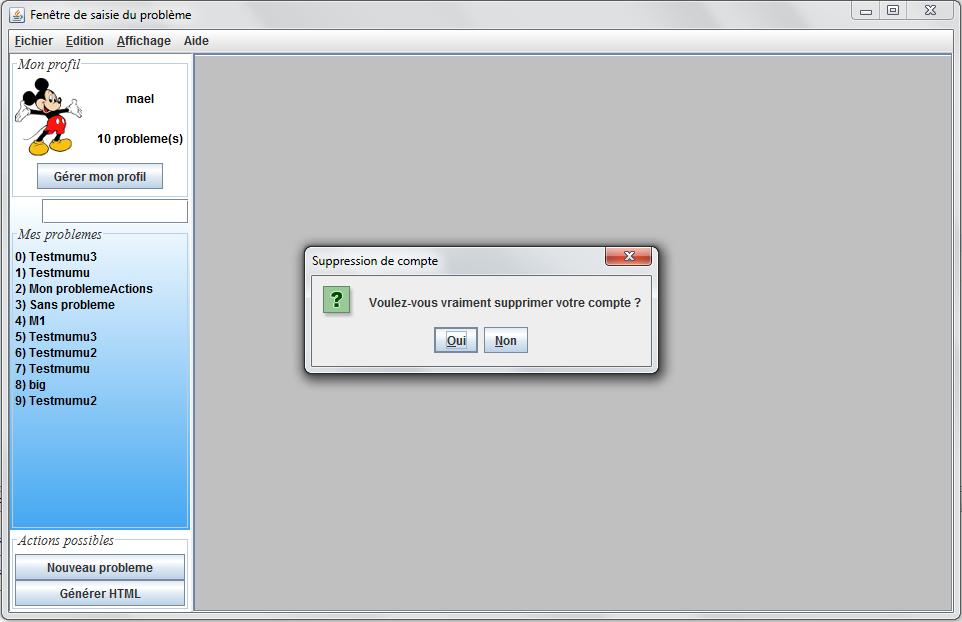 Fenêtre de saisie du problème
Fichier Edition Affichage Aide
Mon profil
mael
10 probleme(s)
Gérer mon profil
Mes problemes
0) Testmumu3
1) Testmumu
2) Mon problemeActions
3) Sans probleme
4) M1
5) Testmumu3
6) Testmumu2
7) Testmumu
8) big
9) Testmumu2
Actions possibles
Nouveau probleme
Générer HTML
Suppression de compte
?
Voulez-vous vraiment supprimer votre compte ?
Oui Non